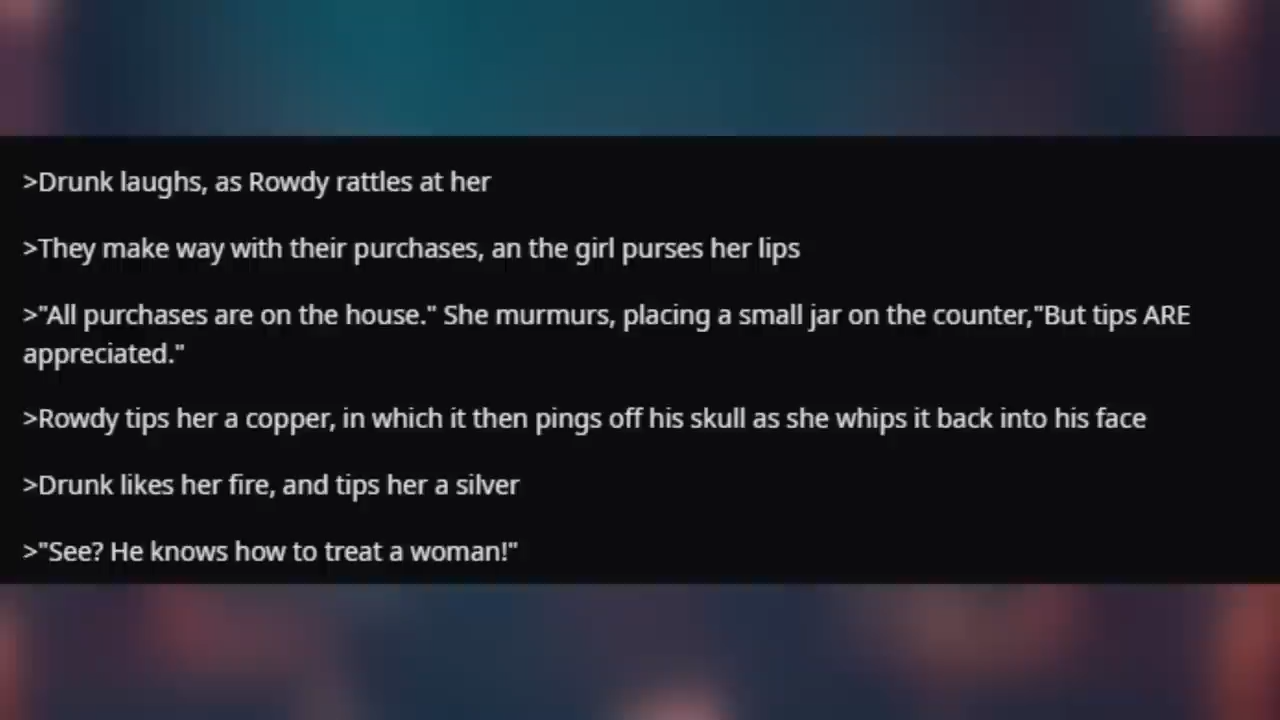 >Drunk laughs, as Rowdy rattles at her
>They make way with their purchases, an the girl purses her lips
>"All purchases are on the house." She murmurs, placing a small jar on the counter,"But tips ARE
appreciated."
>Rowdy tips her a copper, in which it then pings off his skull as she whips it back into his face
>Drunk likes her fire, and tips her a silver
>"See? He knows how to treat a woman!"